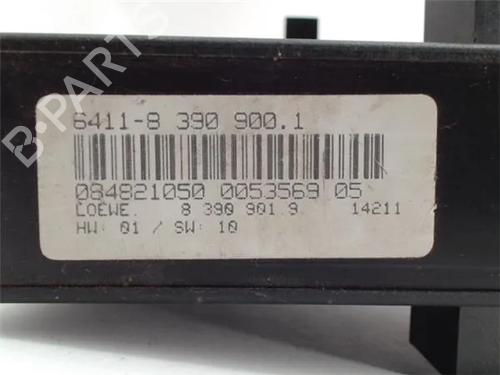 6411-8 390 900.1
084821050 0053569 05
LOEWE. 8 390 901.9 14211
HW: 01 / SW: 10
B-PARTS